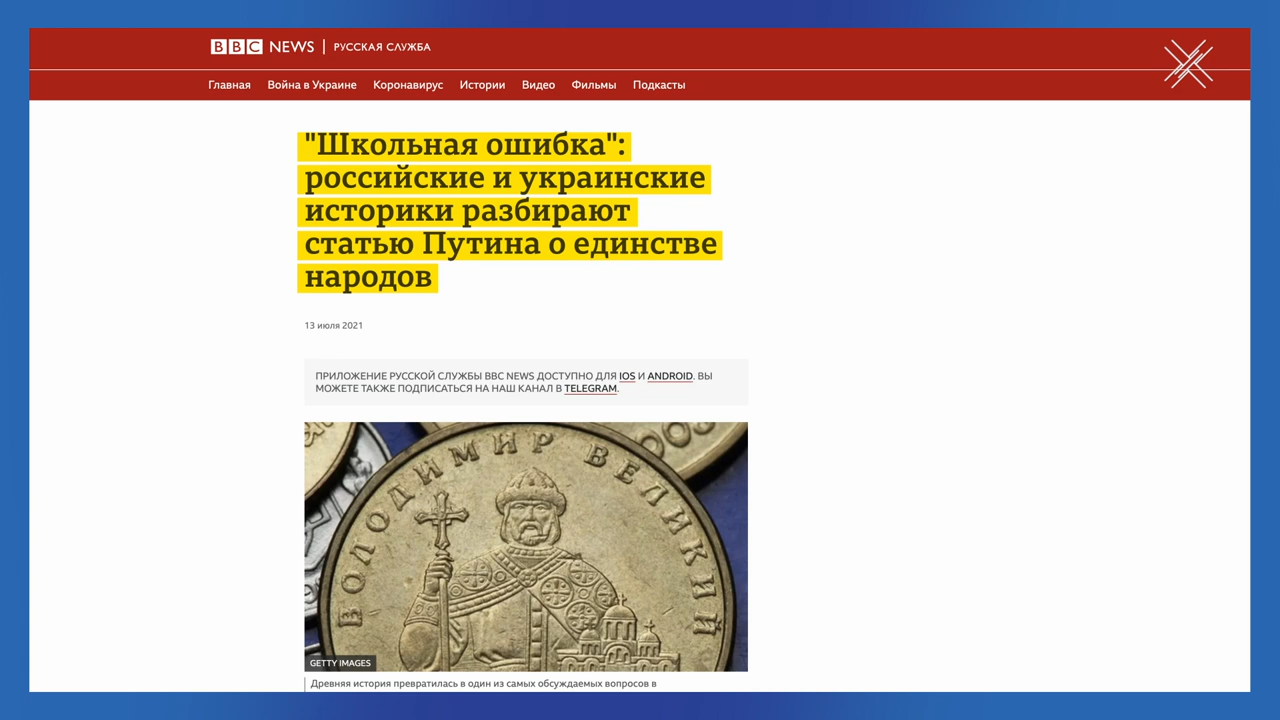 BBC NEWS | РУССКАЯ СЛУЖБА
Главная Война в Украине Коронавирус Истории Видео Фильмы Подкасты
"Школьная ошибка":
российские и украинские
историки разбирают
статью Путина о единстве
народов
13 июля 2021
ПРИЛОЖЕНИЕ РУССКОЙ СЛУЖБЫ BBC NEWS ДОСТУПНО ДЛЯ IOS И ANDROID. ВЫ
МОЖЕТЕ ТАКЖЕ ПОДПИСАТЬСЯ НА НАШ КАНАЛ В TELEGRAM.
ВОЛОДИМИР ВЕЛИКИЙ
GETTY IMAGES
Древняя история превратилась в один из самых обсуждаемых вопросов в